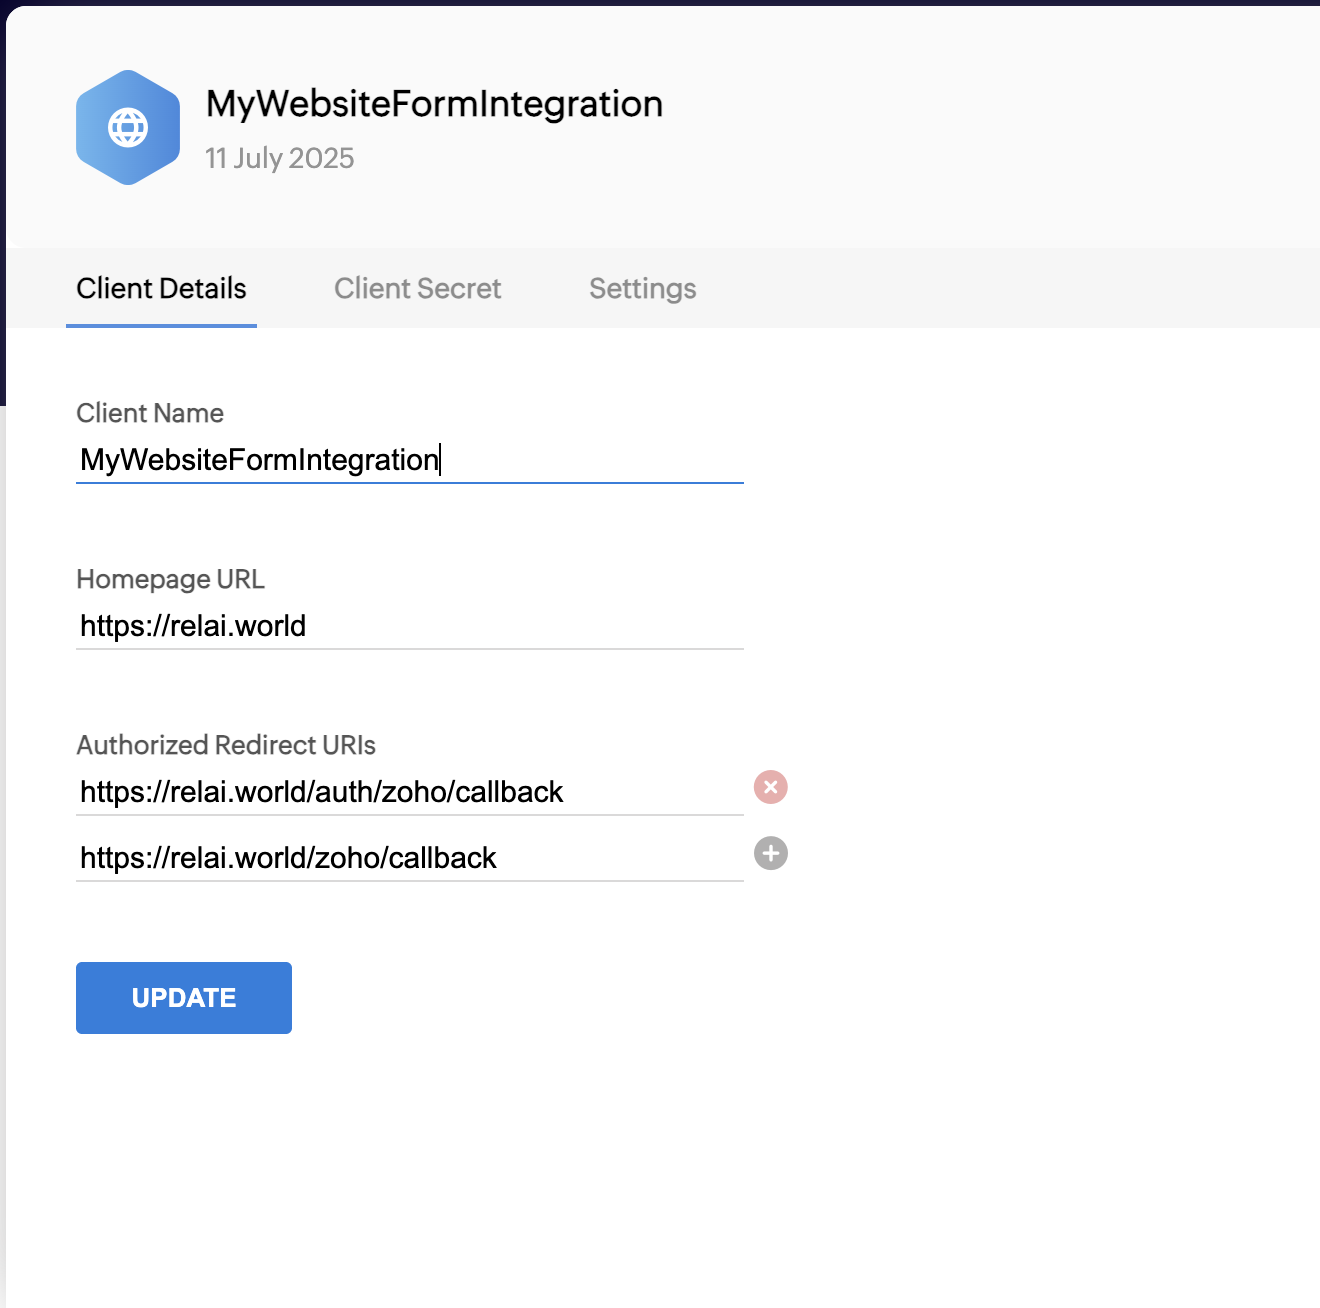 MyWebsiteFormIntegration
11 July 2025
Client Details Client Secret Settings
Client Name
MyWebsiteFormIntegration
Homepage URL
https://relai.world
Authorized Redirect URIs
https://relai.world/auth/zoho/callback
https://relai.world/zoho/callback
UPDATE